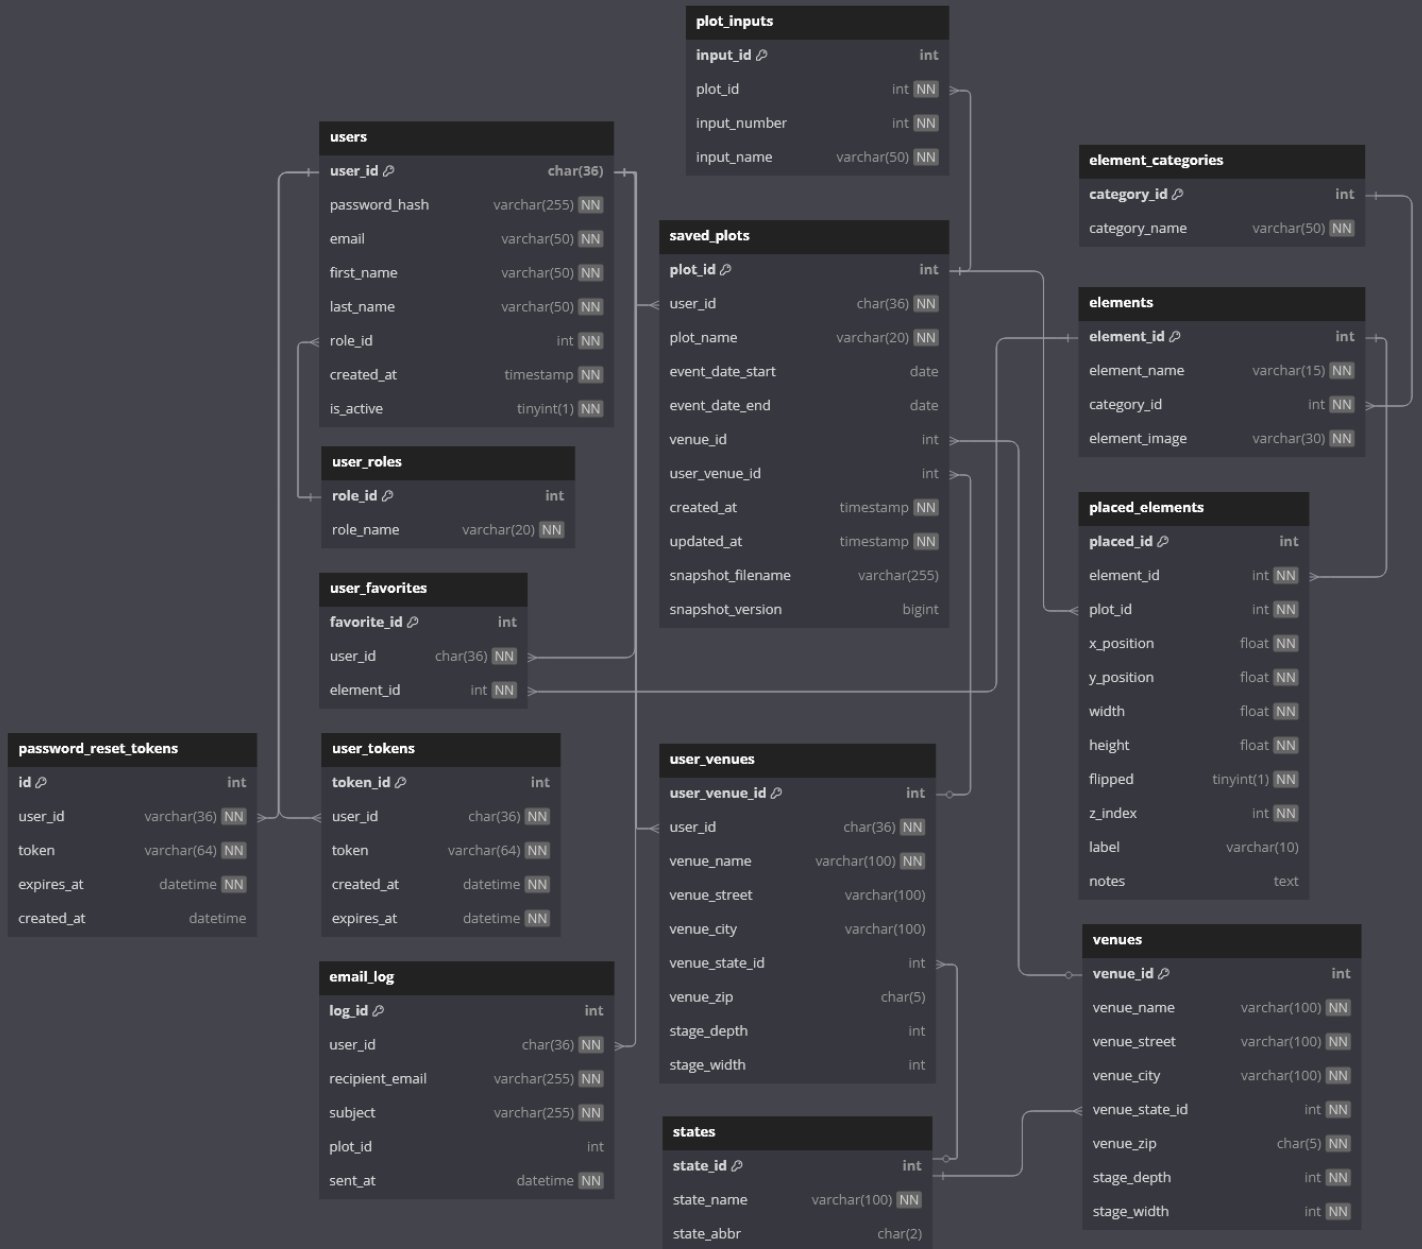 plot_inputs
input_id int
plot_id int NN
input_number int NN
input_name varchar(50) NN
users
user_id char(36)
password_hash varchar(255) NN
email varchar(50) NN
first_name varchar(50) NN
last_name varchar(50) NN
role_id int NN
created_at timestamp NN
is_active tinyint(1) NN
element_categories
category_id int
category_name varchar(50) NN
saved_plots
plot_id int
user_id char(36) NN
plot_name varchar(20) NN
event_date_start date
event_date_end date
venue_id int
user_venue_id int
created_at timestamp NN
updated_at timestamp NN
snapshot_filename varchar(255)
snapshot_version bigint
elements
element_id int
element_name varchar(15) NN
category_id int NN
element_image varchar(30) NN
user_roles
role_id int
role_name varchar(20) NN
placed_elements
placed_id int
element_id int NN
plot_id int NN
x_position float NN
y_position float NN
width float NN
height float NN
flipped tinyint(1) NN
z_index int NN
label varchar(10)
notes text
user_favorites
favorite_id int
user_id char(36) NN
element_id int NN
password_reset_tokens
id int
user_id varchar(36) NN
token varchar(64) NN
expires_at datetime NN
created_at datetime
user_tokens
token_id int
user_id char(36) NN
token varchar(64) NN
created_at datetime NN
expires_at datetime NN
user_venues
user_venue_id int
user_id char(36) NN
venue_name varchar(100) NN
venue_street varchar(100)
venue_city varchar(100)
venue_state_id int
venue_zip char(5)
stage_depth int
stage_width int
venues
venue_id int
venue_name varchar(100) NN
venue_street varchar(100) NN
venue_city varchar(100) NN
venue_state_id int NN
venue_zip char(5) NN
stage_depth int NN
stage_width int NN
email_log
log_id int
user_id char(36) NN
recipient_email varchar(255) NN
subject varchar(255) NN
plot_id int
sent_at datetime NN
states
state_id int
state_name varchar(100) NN
state_abbr char(2)